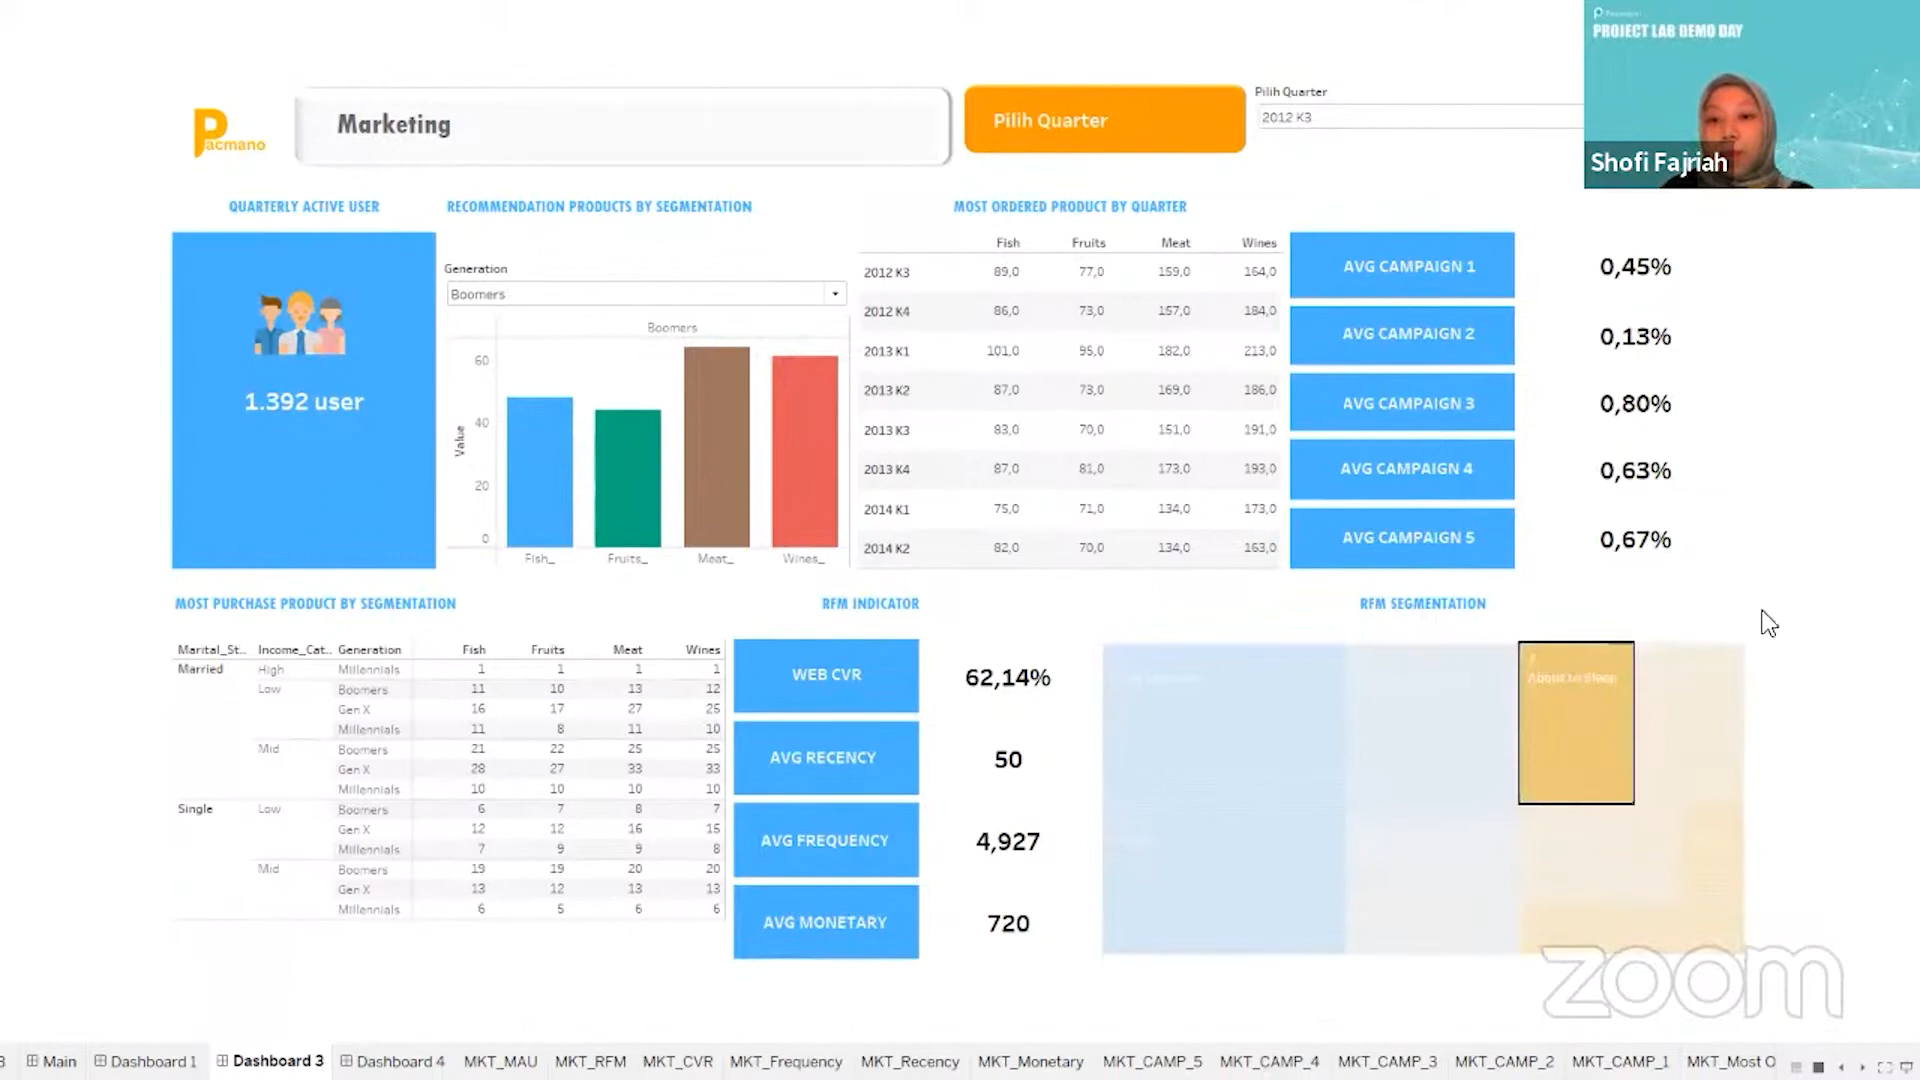 PROJECT LAB DEMO DAY
Shofi Fajriah
Pacmano
Marketing
Pilih Quarter
Pilih Quarter
2012 K3
QUARTERLY ACTIVE USER
1.392 user
RECOMMENDATION PRODUCTS BY SEGMENTATION
Generation
Boomers
Boomers
Value
60
40
20
0
Fish_ Fruits_ Meat_ Wines_
MOST ORDERED PRODUCT BY QUARTER
Fish Fruits Meat Wines
2012 K3 89,0 77,0 159,0 164,0
2012 K4 86,0 73,0 157,0 184,0
2013 K1 101,0 95,0 182,0 213,0
2013 K2 87,0 73,0 169,0 186,0
2013 K3 83,0 70,0 151,0 191,0
2013 K4 87,0 81,0 173,0 193,0
2014 K1 75,0 71,0 134,0 173,0
2014 K2 82,0 70,0 134,0 163,0
AVG CAMPAIGN 1 0,45%
AVG CAMPAIGN 2 0,13%
AVG CAMPAIGN 3 0,80%
AVG CAMPAIGN 4 0,63%
AVG CAMPAIGN 5 0,67%
MOST PURCHASE PRODUCT BY SEGMENTATION
Marital_St.. Income_Cat.. Generation Fish Fruits Meat Wines
Married High Millennials 1 1 1 1
Low Boomers 11 10 13 12
Gen X 16 17 27 25
Millennials 11 8 11 10
Mid Boomers 21 22 25 25
Gen X 28 27 33 33
Millennials 10 10 10 10
Single Low Boomers 6 7 8 7
Gen X 12 12 16 15
Millennials 7 9 9 8
Mid Boomers 19 19 20 20
Gen X 13 12 13 13
Millennials 6 5 6 6
RFM INDICATOR
WEB CVR 62,14%
AVG RECENCY 50
AVG FREQUENCY 4,927
AVG MONETARY 720
RFM SEGMENTATION
About to Sleep
zoom
Main Dashboard 1 Dashboard 3 Dashboard 4 MKT_MAU MKT_RFM MKT_CVR MKT_Frequency MKT_Recency MKT_Monetary MKT_CAMP_5 MKT_CAMP_4 MKT_CAMP_3 MKT_CAMP_2 MKT_CAMP_1 MKT_Most O